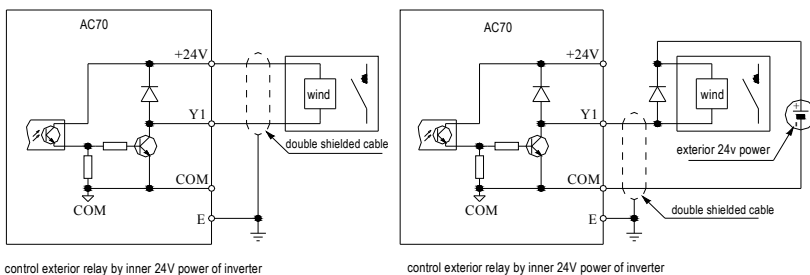 AC70
+24V
wind
Y1
double shielded cable
COM
COM
E
control exterior relay by inner 24V power of inverter
AC70
+24V
wind
Y1
exterior 24v power
COM
COM
double shielded cable
E
control exterior relay by inner 24V power of inverter